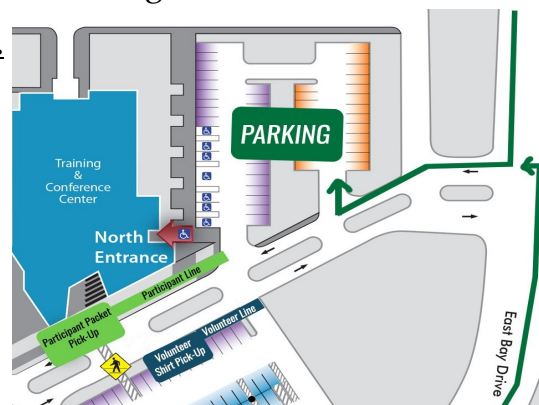 PARKING
Training
&
Conference
Center
North
Entrance
Participant Line
Participant Packet
Pick-Up
Volunteer Line
Volunteer
Shirt Pick-Up
East Bay Drive